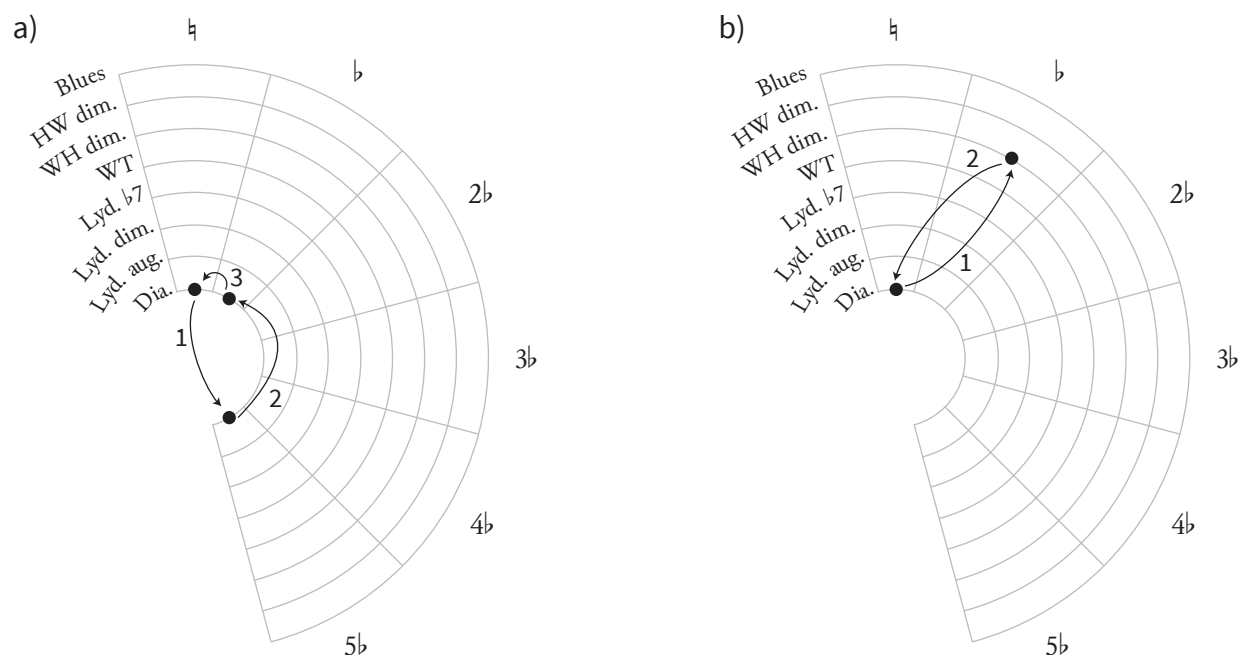 a)
♮
♭
2♭
3♭
4♭
5♭
Blues
HW dim.
WH dim.
WT
Lyd. ♭7
Lyd. dim.
Lyd. aug.
Dia.
1
2
3
b)
♮
♭
2♭
3♭
4♭
5♭
Blues
HW dim.
WH dim.
WT
Lyd. ♭7
Lyd. dim.
Lyd. aug.
Dia.
2
1